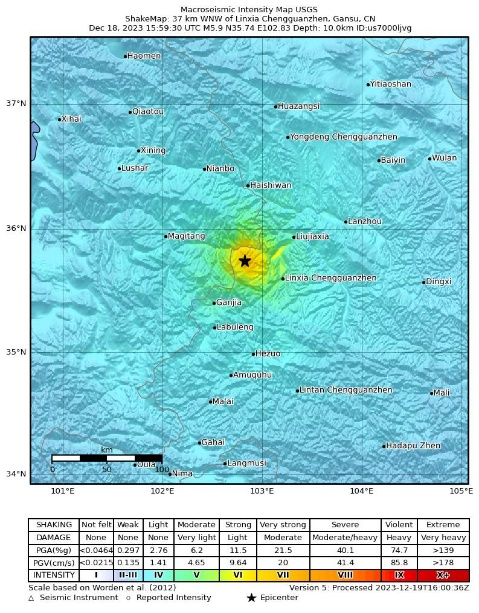 Macroseismic Intensity Map USGS
ShakeMap: 37 km WNW of Linxia Chengguanzhen, Gansu, CN
Dec 18, 2023 15:59:30 UTC M5.9 N35.74 E102.83 Depth: 10.0km ID:us7000ljvg
Haomen
Yitiaoshan
37°N
Huazangsi
Qiaotou
Xihai
Yongdeng Chengguanzhen
Xining
Baiyin
Wulan
Lushar
Nianbo
Haishiwan
Lanzhou
36°N
Magitang
Liujiaxia
Linxia Chengguanzhen
Dingxi
Ganjia
Labuleng
35°N
Hezuo
Amuquhu
Lintan Chengguanzhen
Mali
Malai
Gahai
Hadapu Zhen
km
Langmusi
0
50
100
Oula
34°N
Nima
101°E
102°E
103°E
104°E
105°E
SHAKING Not felt Weak Light Moderate Strong Very strong Severe Violent Extreme
DAMAGE None None None Very light Light Moderate Moderate/heavy Heavy Very heavy
PGA(%g) <0.0464 0.297 2.76 6.2 11.5 21.5 40.1 74.7 >139
PGV(cm/s) <0.0215 0.135 1.41 4.65 9.64 20 41.4 85.8 >178
INTENSITY I II-III IV V VI VII VIII IX X+
Scale based on Worden et al. (2012) Version 5: Processed 2023-12-19T16:00:36Z
△ Seismic Instrument ○ Reported Intensity ★ Epicenter